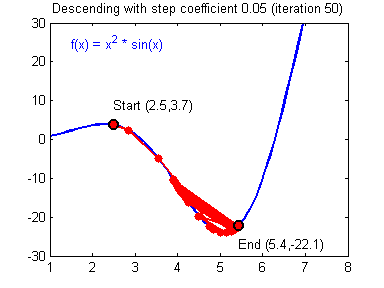 Descending with step coefficient 0.05 (iteration 50)
30
f(x) = x² * sin(x)
20
10
Start (2.5,3.7)
0
-10
-20
End (5.4,-22.1)
-30
1 2 3 4 5 6 7 8